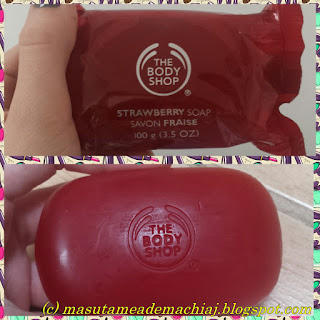 THE
BODY
SHOP
®
STRAWBERRY SOAP
SAVON FRAISE
100 g (3.5 OZ)
THE
BODY
SHOP
(c) masutameademachiaj.blogspot.com